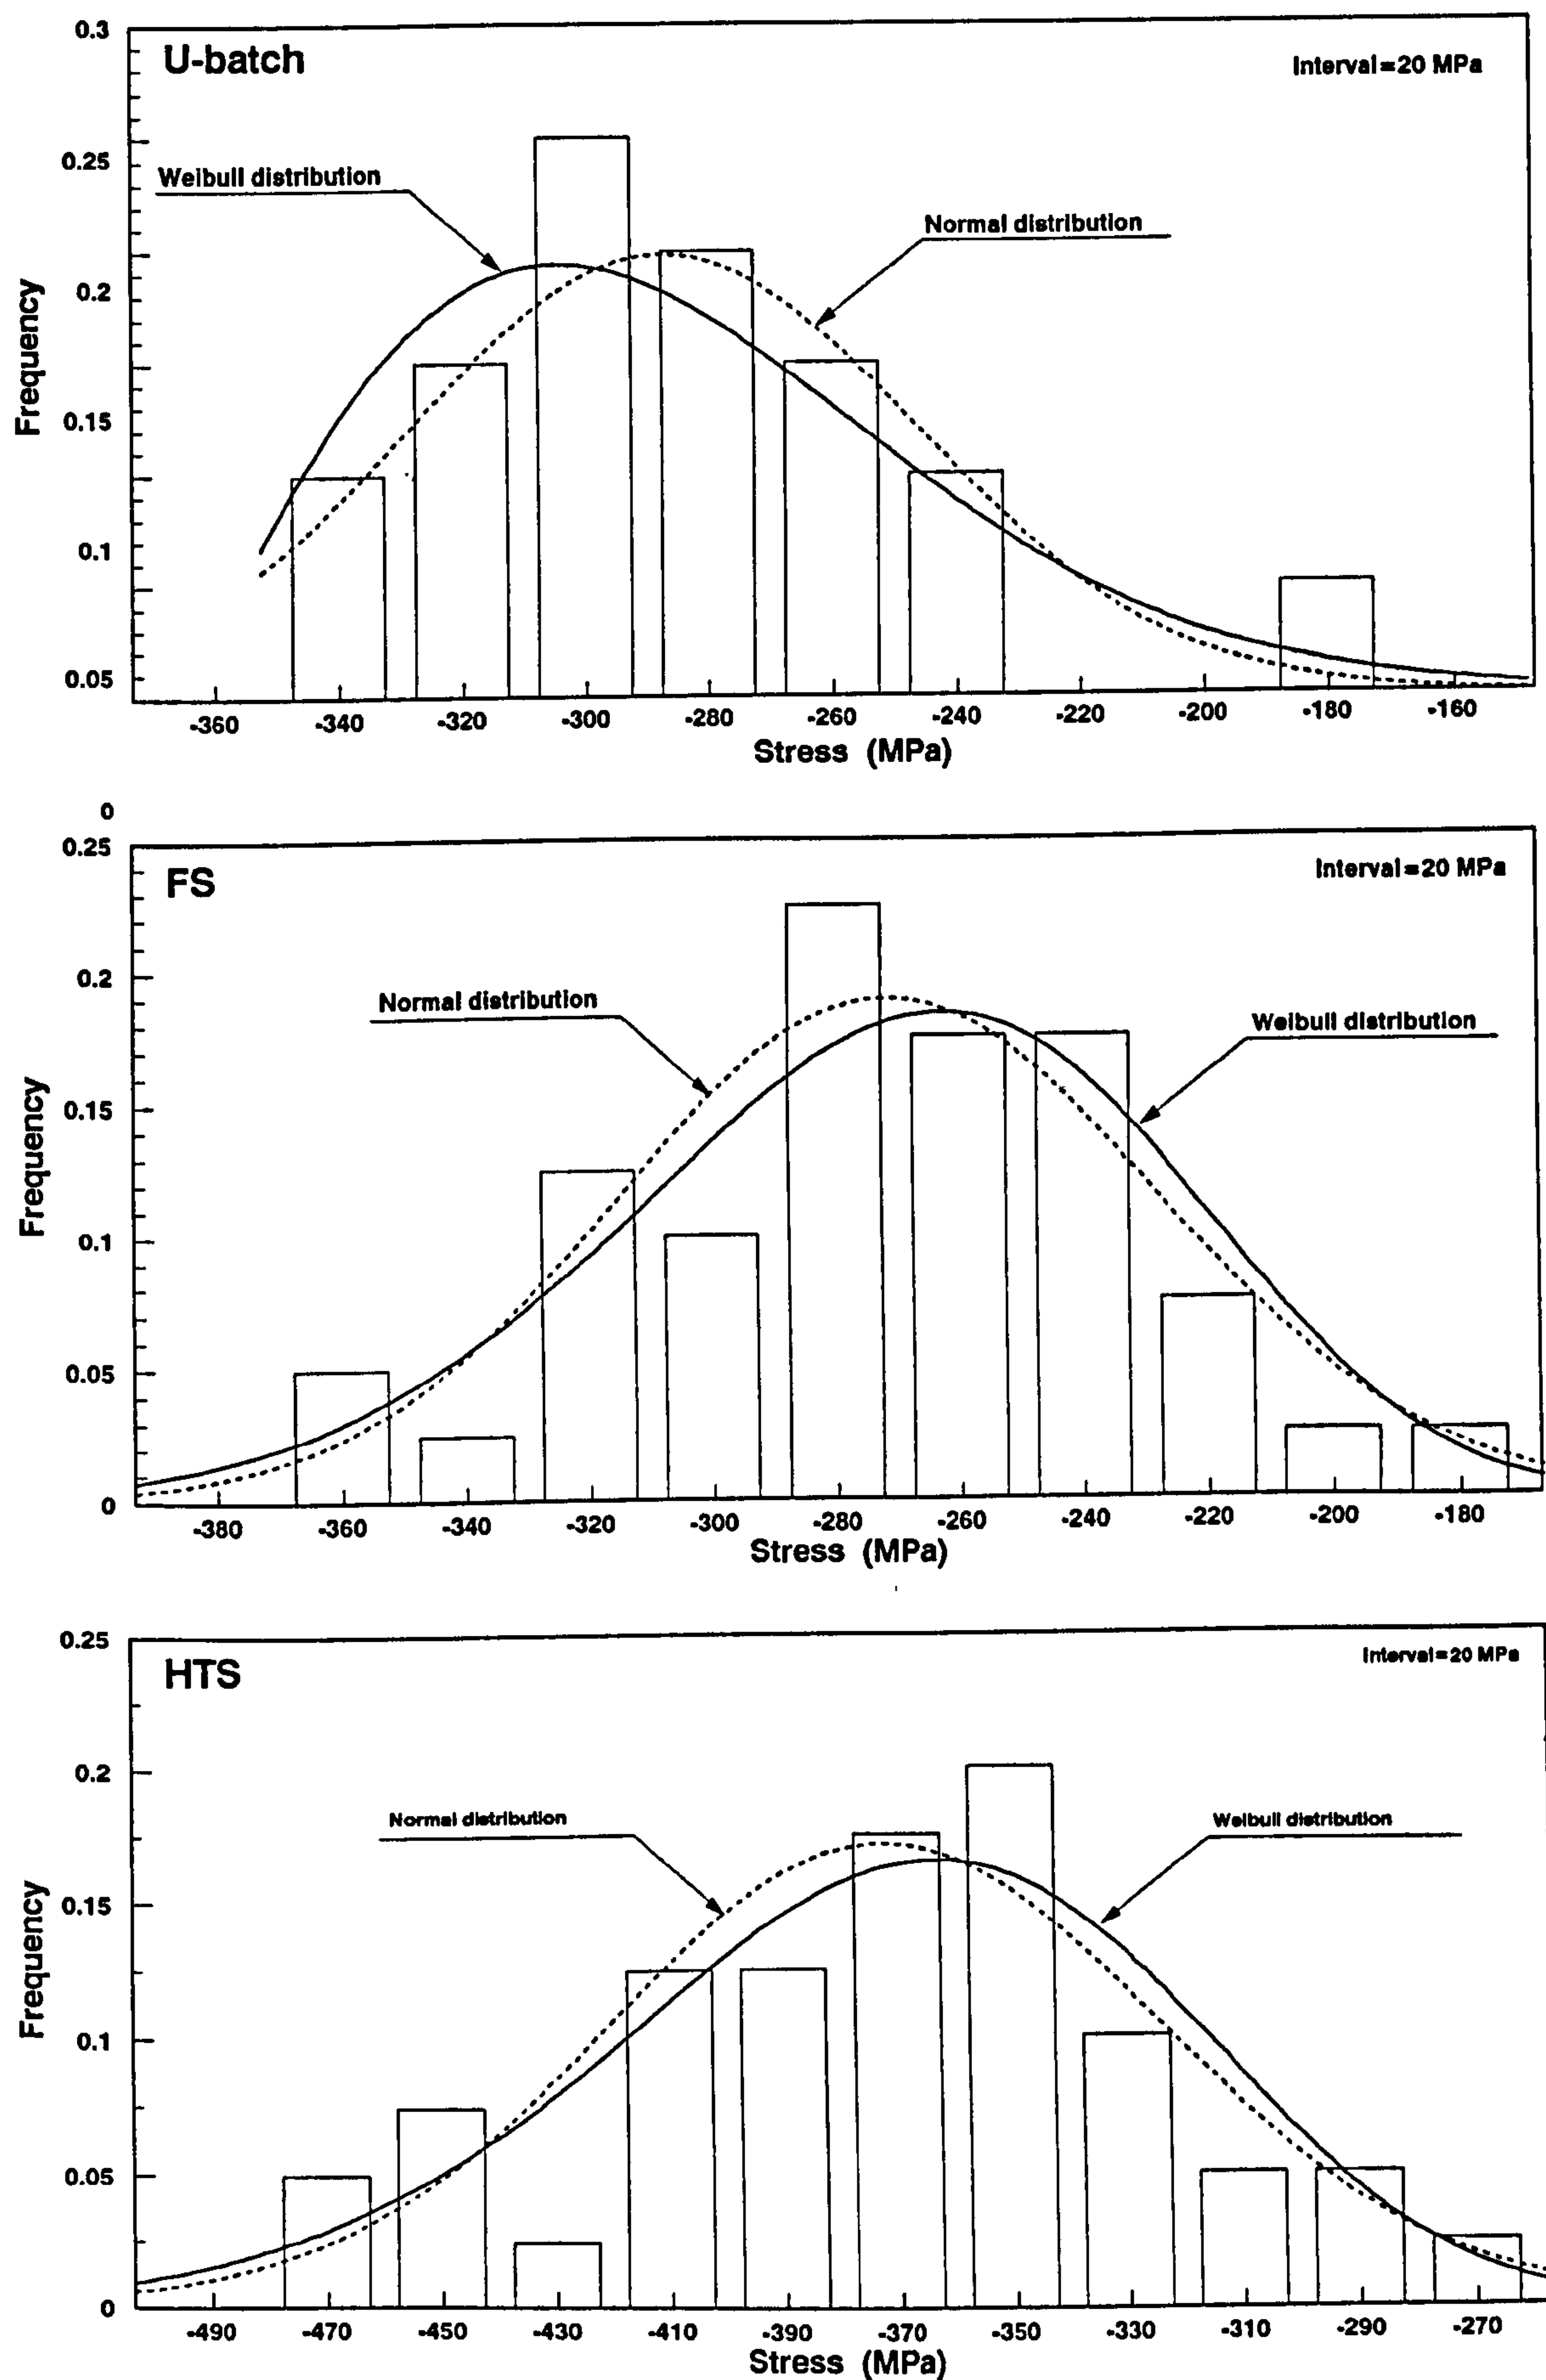 0.3
U-batch
Interval=20 MPa
0.25
Weibull distribution
Normal distribution
0.2
Frequency
0.15
0.1
0.05
-360 -340 -320 -300 -280 -260 -240 -220 -200 -180 -160
Stress (MPa)
0
0.25
FS
Interval=20 MPa
0.2
Normal distribution
Weibull distribution
0.15
Frequency
0.1
0.05
0
-380 -360 -340 -320 -300 -280 -260 -240 -220 -200 -180
Stress (MPa)
0.25
HTS
Interval=20 MPa
0.2
Normal distribution
Weibull distribution
0.15
Frequency
0.1
0.05
0
-490 -470 -450 -430 -410 -390 -370 -350 -330 -310 -290 -270
Stress (MPa)